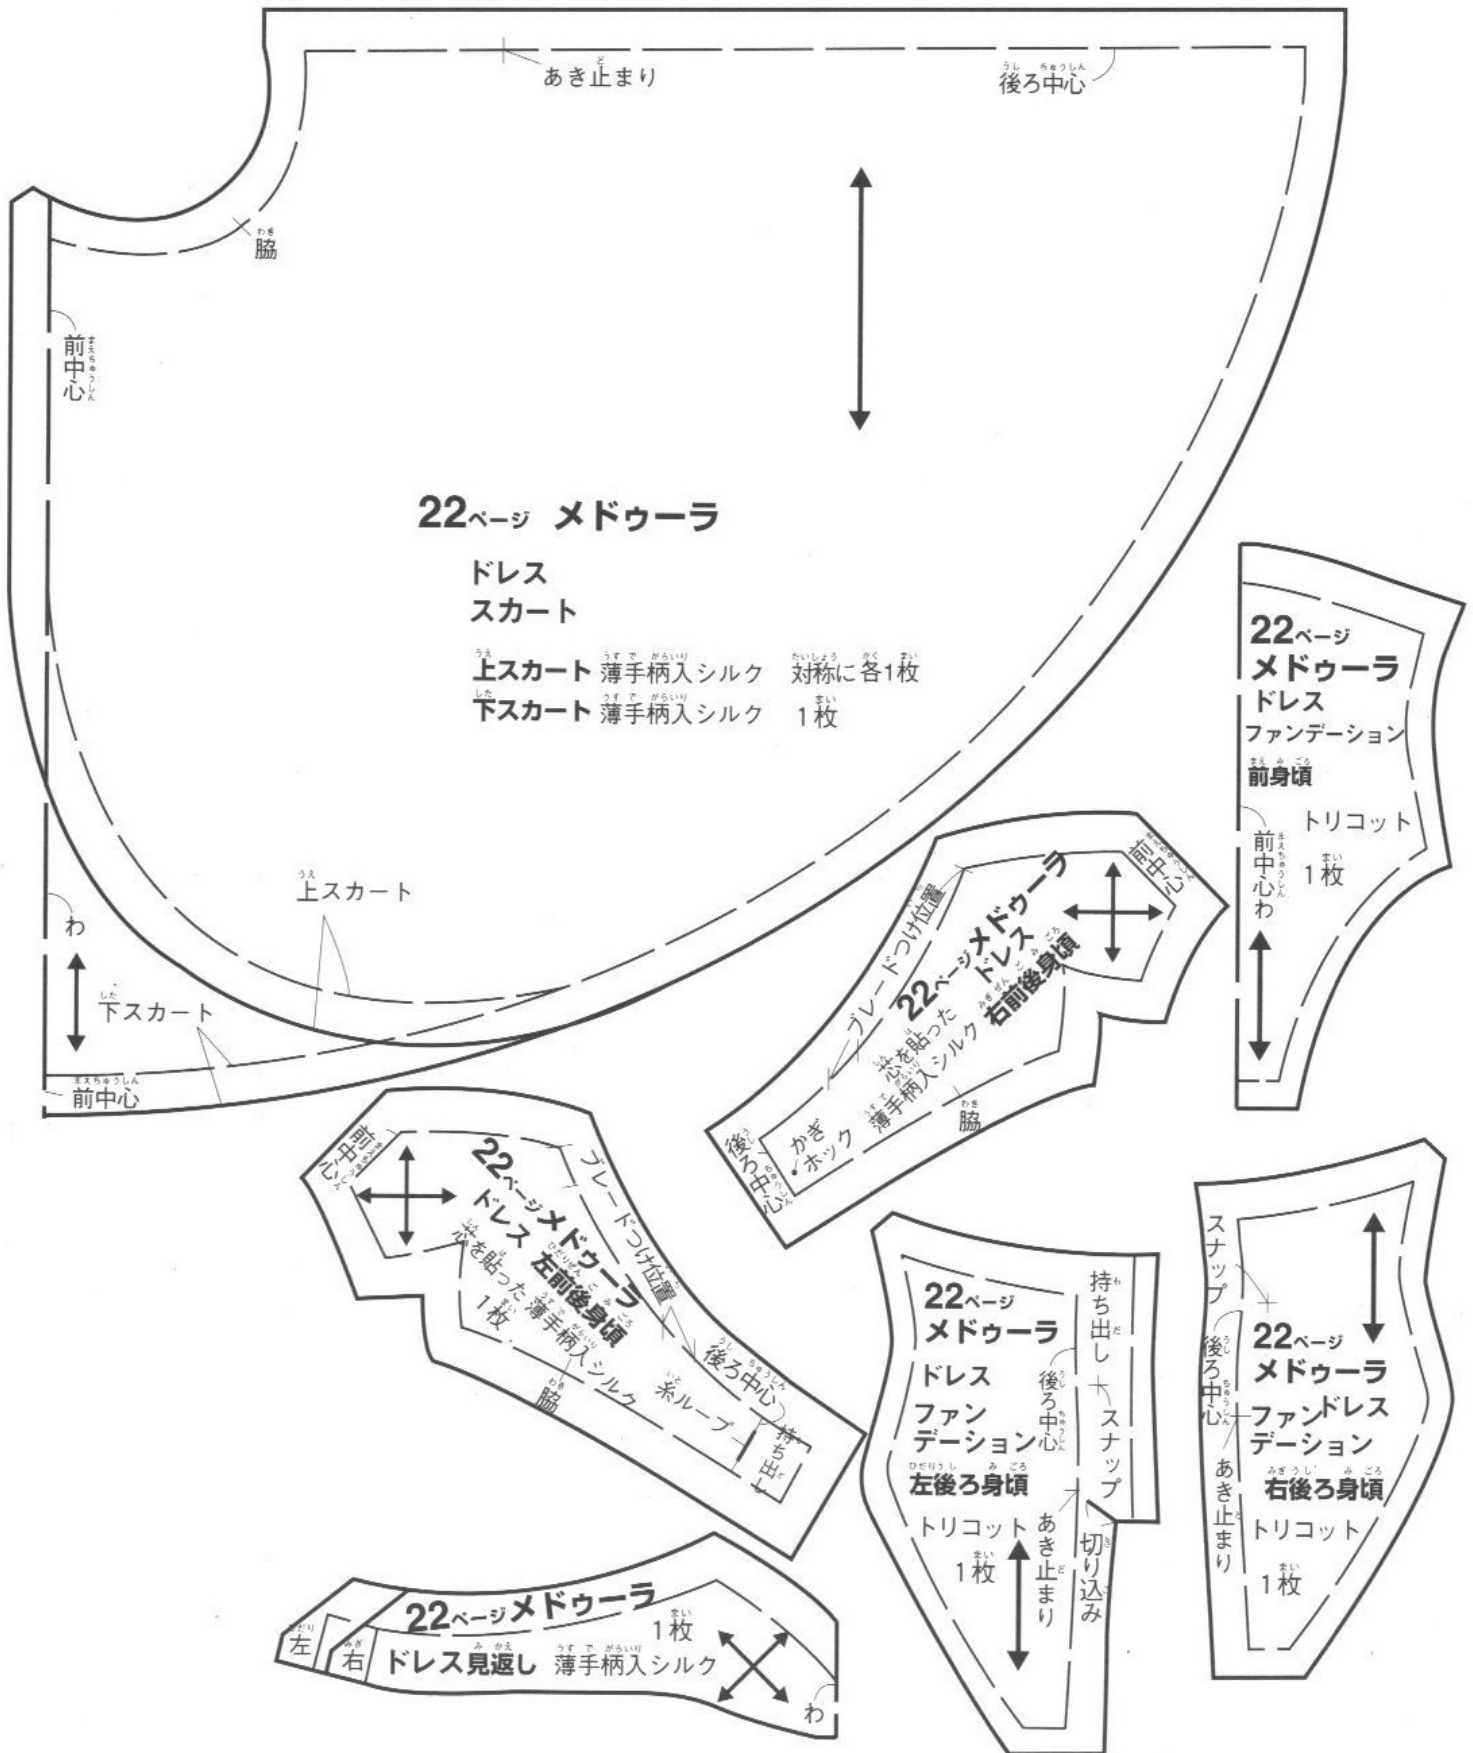 あき止まり
後ろ中心
脇
前中心
22ページ メドゥーラ
ドレス
スカート
上スカート 薄手柄入シルク 対称に各1枚
下スカート 薄手柄入シルク 1枚
上スカート
わ
下スカート
前中心
22ページ
メドゥーラ
ドレス
ファンデーション
前身頃
トリコット
1枚
前中心わ
前中心
ブレードつけ位置
22ページメドゥーラ
ドレス
右前後身頃
芯を貼った
薄手柄入シルク
かぎ
ホック
脇
後ろ中心
前中心
22ページメドゥーラ
ドレス 左前後身頃
芯を貼った 薄手柄入シルク
1枚
ブレードつけ位置
後ろ中心
糸ループ
持ち出し
脇
22ページ
メドゥーラ
ドレス
ファン
デーション
左後ろ身頃
トリコット
1枚
後ろ中心
持ち出し
スナップ
あき止まり
切り込み
スナップ
後ろ中心
22ページ
メドゥーラ
ファンドレス
デーション
右後ろ身頃
トリコット
1枚
あき止まり
左
右
22ページメドゥーラ
1枚
ドレス見返し 薄手柄入シルク
わ